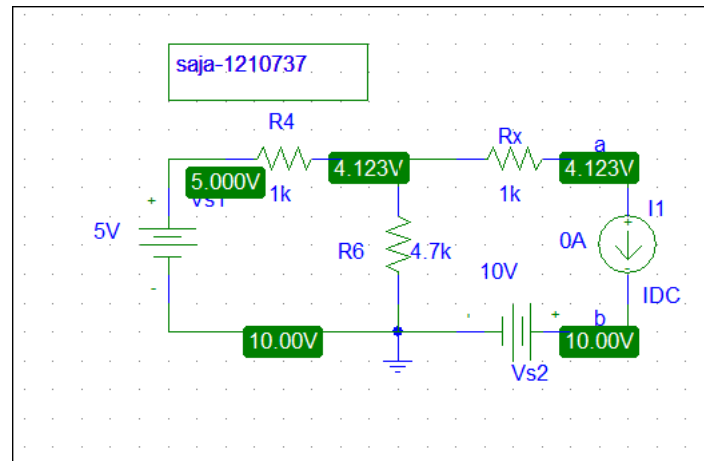 saja-1210737
R4
Rx
a
4.123V
4.123V
5.000V
Vs1
1k
1k
I1
+
+
5V
R6
4.7k
0A
10V
-
-
IDC
-
+
b
10.00V
10.00V
Vs2